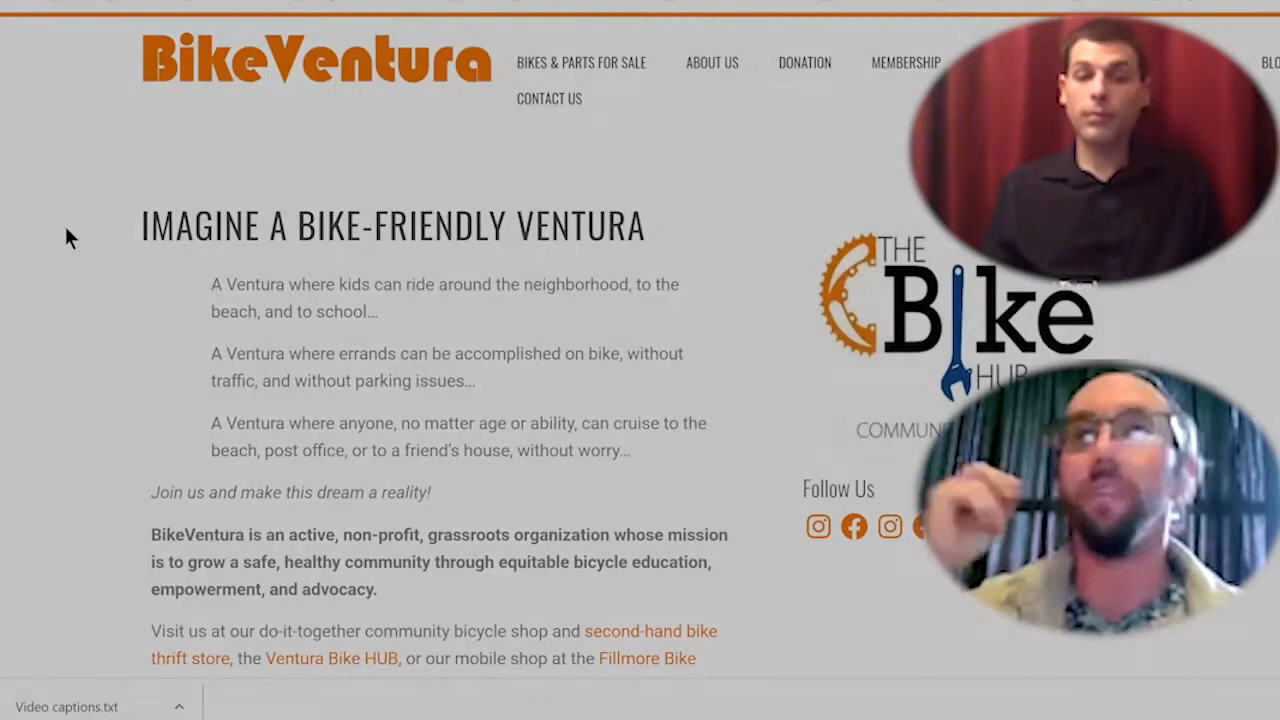 BikeVentura
BIKES & PARTS FOR SALE ABOUT US DONATION MEMBERSHIP
CONTACT US
IMAGINE A BIKE-FRIENDLY VENTURA
A Ventura where kids can ride around the neighborhood, to the
beach, and to school…
A Ventura where errands can be accomplished on bike, without
traffic, and without parking issues…
A Ventura where anyone, no matter age or ability, can cruise to the
beach, post office, or to a friend’s house, without worry…
Join us and make this dream a reality!
BikeVentura is an active, non-profit, grassroots organization whose mission
is to grow a safe, healthy community through equitable bicycle education,
empowerment, and advocacy.
Visit us at our do-it-together community bicycle shop and second-hand bike
thrift store, the Ventura Bike HUB, or our mobile shop at the Fillmore Bike
THE
Bike
HUB
Follow Us
Video captions.txt